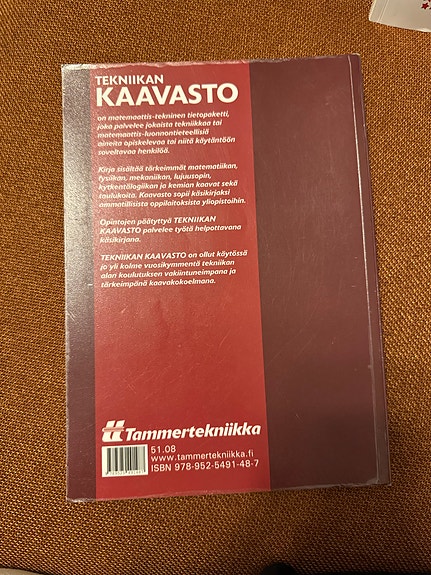 TEKNIIKAN
KAAVASTO
on matemaattis-tekninen tietopaketti,
joka palvelee jokaista tekniikkaa tai
matemaattis-luonnontieteellisiä
aineita opiskelevaa tai niitä käytäntöön
soveltavaa henkilöä.
Kirja sisältää tärkeimmät matematiikan,
fysiikan, mekaniikan, lujuusopin,
kytkentälogiikan ja kemian kaavat sekä
taulukoita. Kaavasto sopii käsikirjaksi
ammatillisista oppilaitoksista yliopistoihin.
Opintojen päätyttyä TEKNIIKAN
KAAVASTO palvelee työtä helpottavana
käsikirjana.
TEKNIIKAN KAAVASTO on ollut käytössä
jo yli kolme vuosikymmentä tekniikan
alan koulutuksen vakiintuneimpana ja
tärkeimpänä kaavakokoelmana.
tt Tammertekniikka
51.08
www.tammertekniikka.fi
ISBN 978-952-5491-48-7